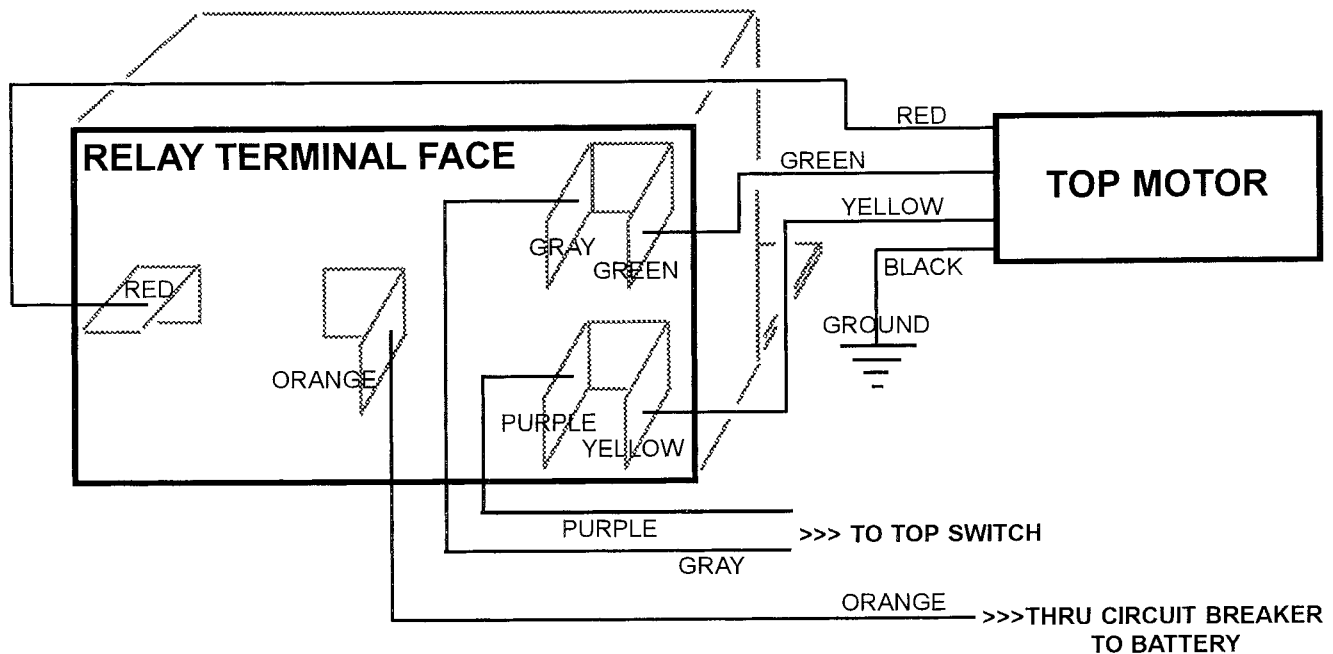 RED
RELAY TERMINAL FACE
GREEN
TOP MOTOR
YELLOW
GRAY
GREEN
BLACK
RED
GROUND
ORANGE
PURPLE
YELLOW
PURPLE
>>> TO TOP SWITCH
GRAY
ORANGE
>>>THRU CIRCUIT BREAKER
TO BATTERY